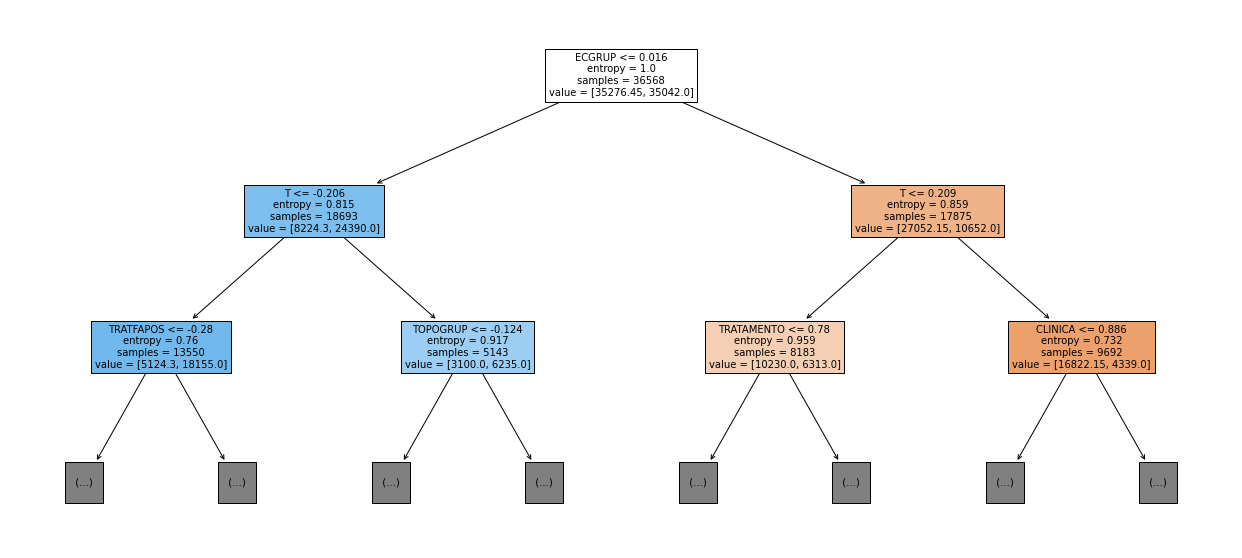 ECGRUP <= 0.016
entropy = 1.0
samples = 36568
value = [35276.45, 35042.0]
T <= -0.206
entropy = 0.815
samples = 18693
value = [8224.3, 24390.0]
T <= 0.209
entropy = 0.859
samples = 17875
value = [27052.15, 10652.0]
TRATFAPOS <= -0.28
entropy = 0.76
samples = 13550
value = [5124.3, 18155.0]
TOPOGRUP <= -0.124
entropy = 0.917
samples = 5143
value = [3100.0, 6235.0]
TRATAMENTO <= 0.78
entropy = 0.959
samples = 8183
value = [10230.0, 6313.0]
CLINICA <= 0.886
entropy = 0.732
samples = 9692
value = [16822.15, 4339.0]
(...)
(...)
(...)
(...)
(...)
(...)
(...)
(...)